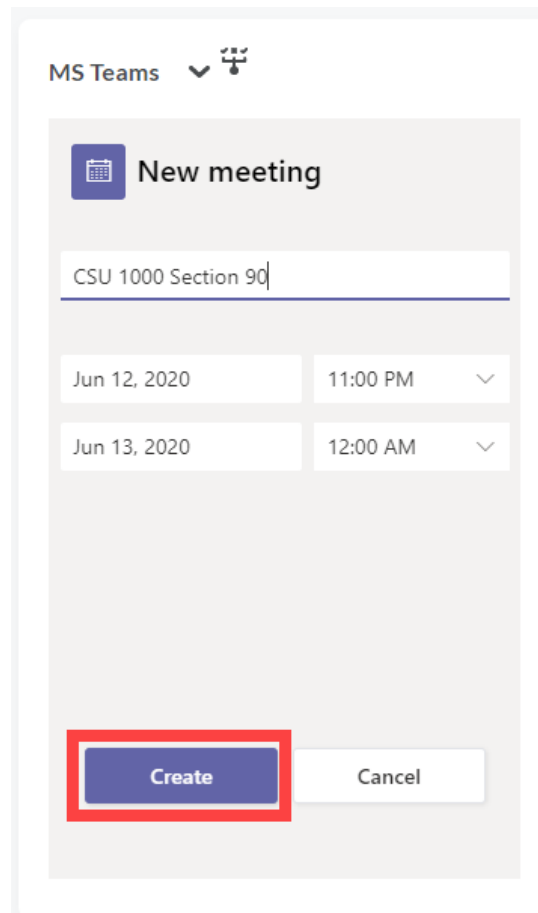 MS Teams
New meeting
CSU 1000 Section 90
Jun 12, 2020 11:00 PM
Jun 13, 2020 12:00 AM
Create Cancel